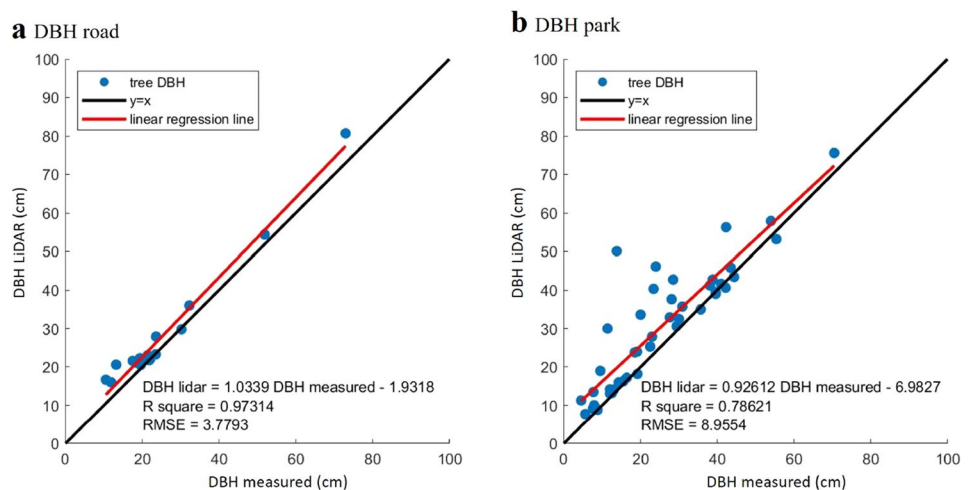 a DBH road
100
90
80
70
60
50
40
30
20
10
0
DBH LiDAR (cm)
tree DBH
y=x
linear regression line
DBH lidar = 1.0339 DBH measured - 1.9318
R square = 0.97314
RMSE = 3.7793
0 20 40 60 80 100
DBH measured (cm)
b DBH park
100
90
80
70
60
50
40
30
20
10
0
DBH LiDAR (cm)
tree DBH
y=x
linear regression line
DBH lidar = 0.92612 DBH measured - 6.9827
R square = 0.78621
RMSE = 8.9554
0 20 40 60 80 100
DBH measured (cm)